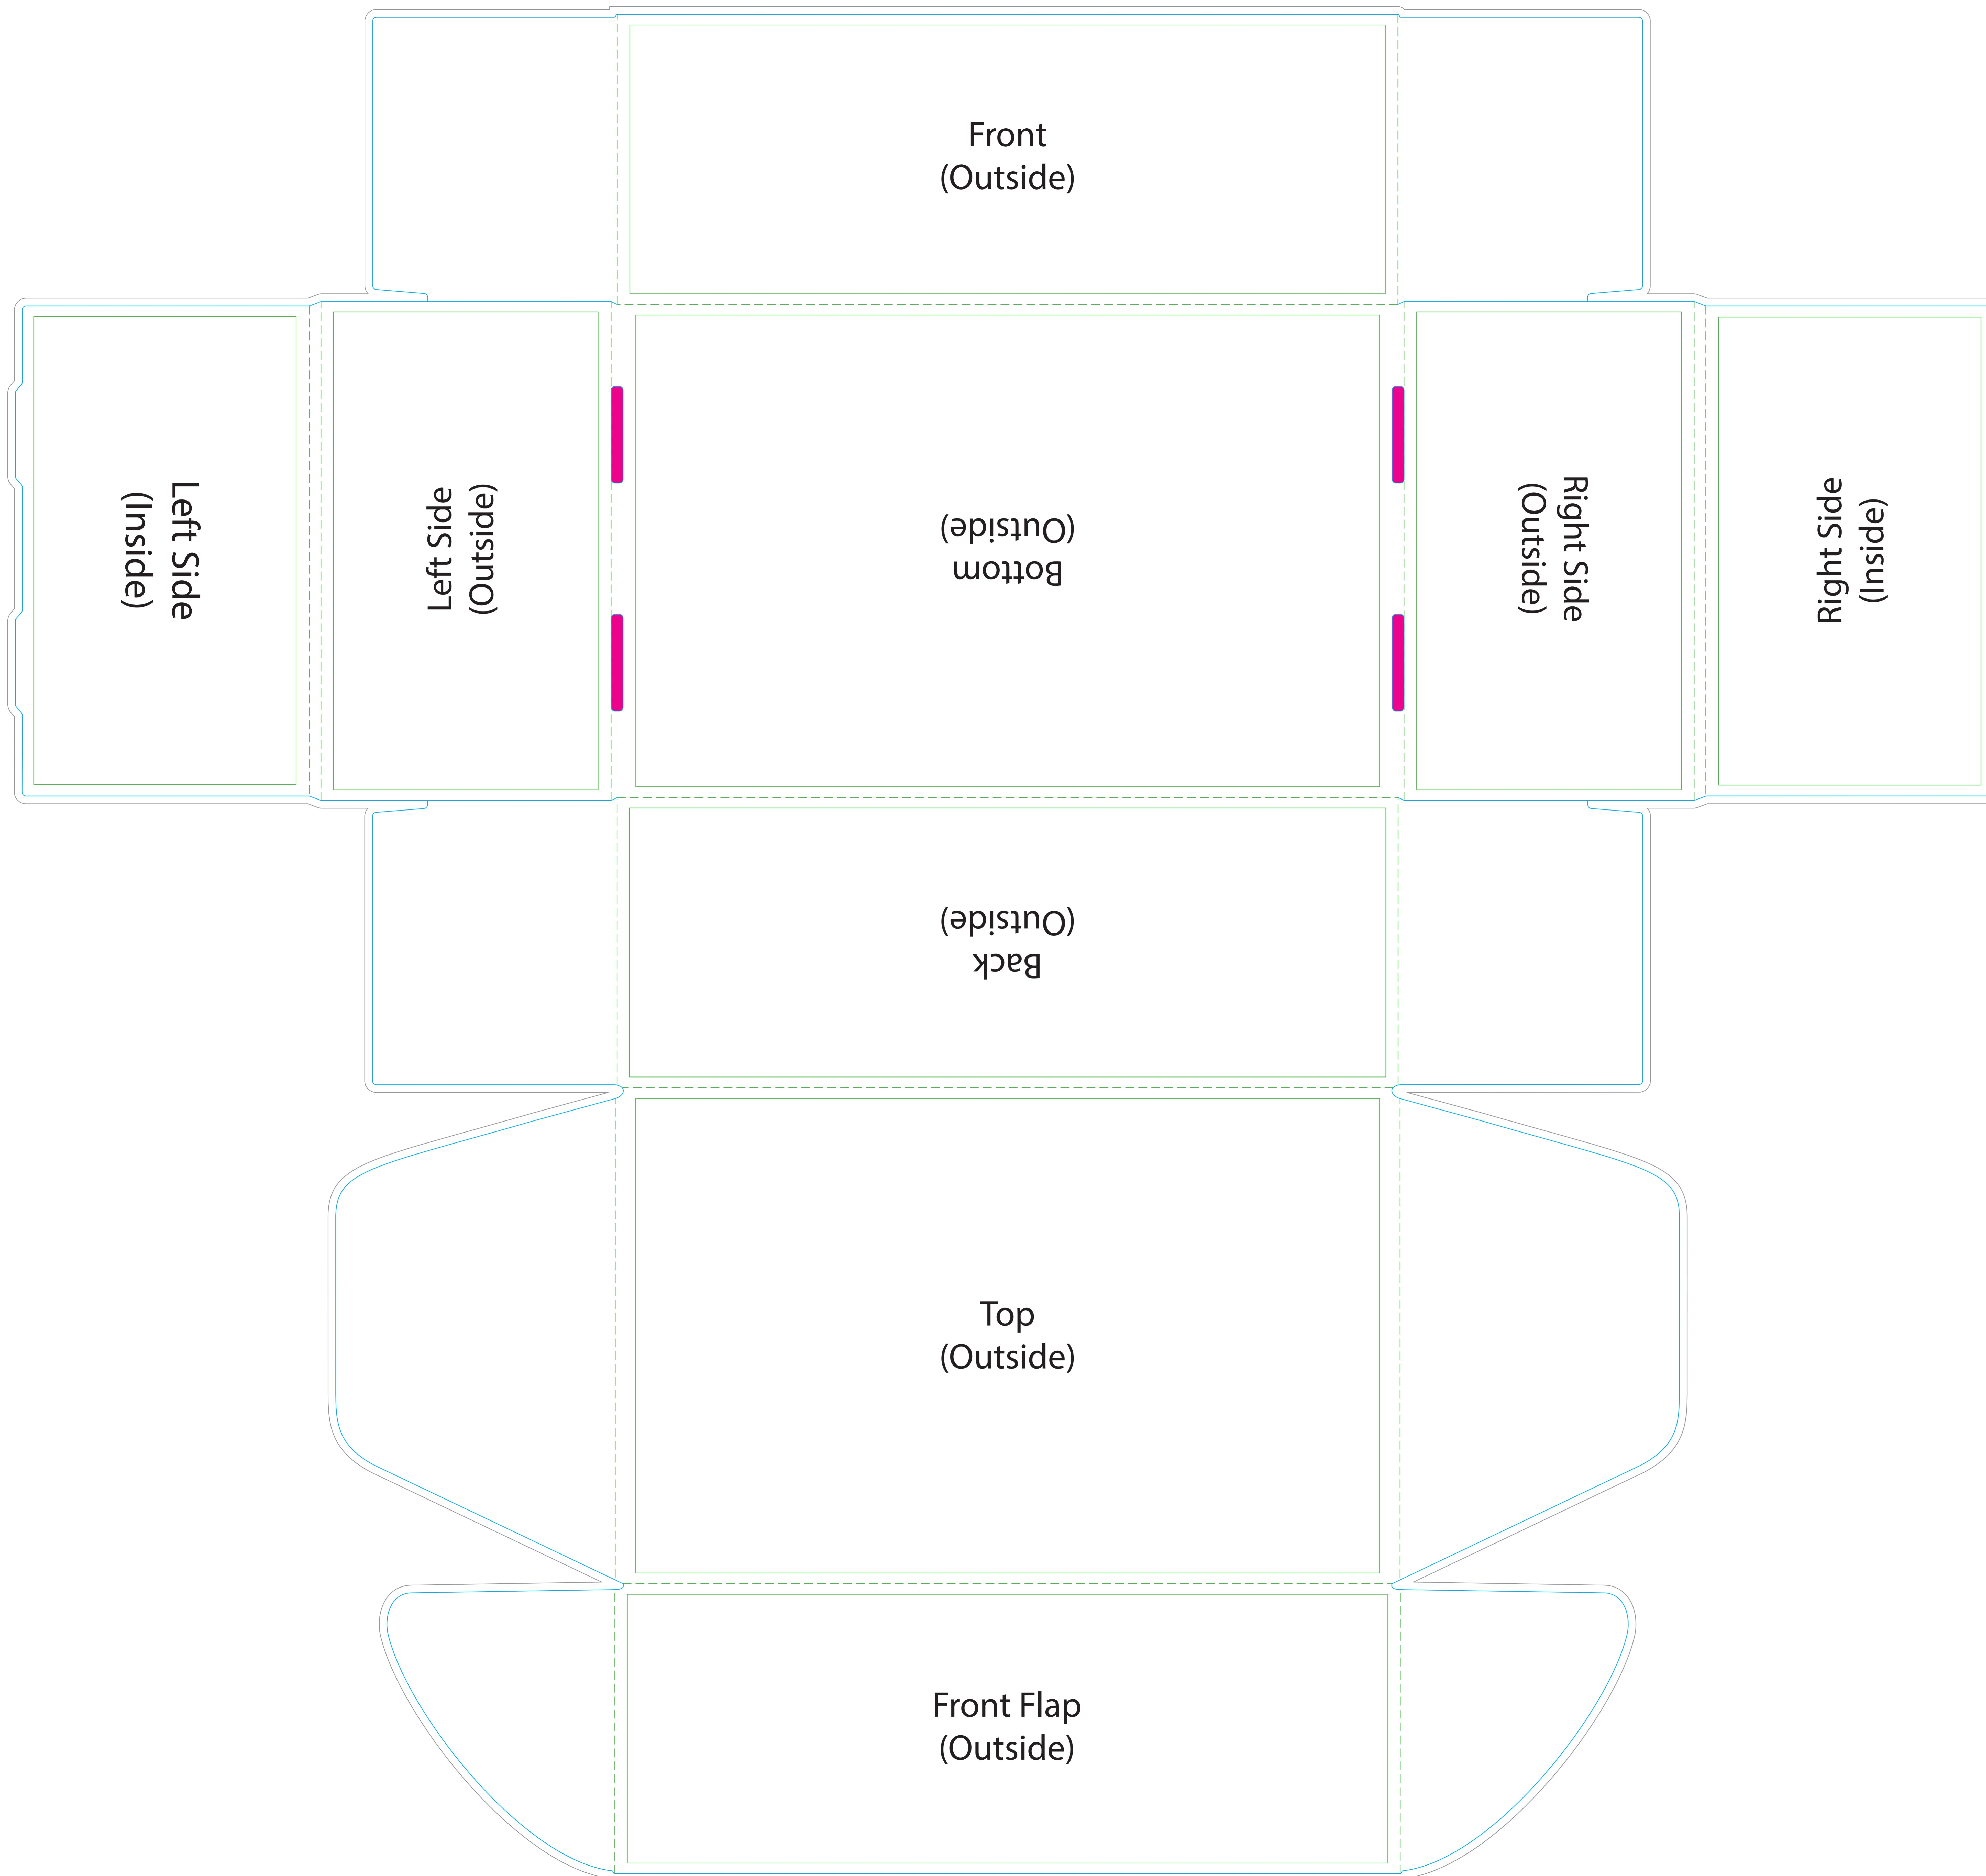 Front
(Outside)
Left Side
(Inside)
Left Side
(Outside)
Bottom
(Outside)
Right Side
(Outside)
Right Side
(Inside)
Back
(Outside)
Top
(Outside)
Front Flap
(Outside)